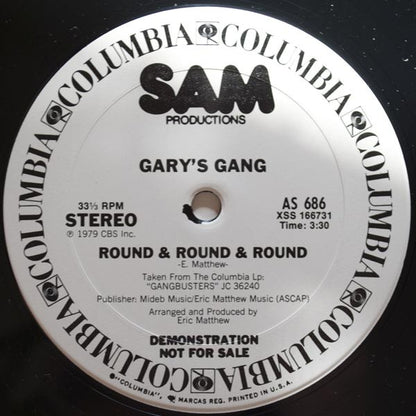 COLUMBIA COLUMBIA COLUMBIA COLUMBIA COLUMBIA COLUMBIA
SAM
PRODUCTIONS
GARY'S GANG
33⅓ RPM
STEREO
℗ 1979 CBS Inc.
AS 686
XSS 166731
Time: 3:30
ROUND & ROUND & ROUND
-E. Matthew-
Taken From The Columbia Lp:
"GANGBUSTERS" JC 36240
Publisher: Mideb Music/Eric Matthew Music (ASCAP)
Arranged and Produced by
Eric Matthew
DEMONSTRATION
NOT FOR SALE
®"COLUMBIA", MARCAS REG. PRINTED IN U.S.A.